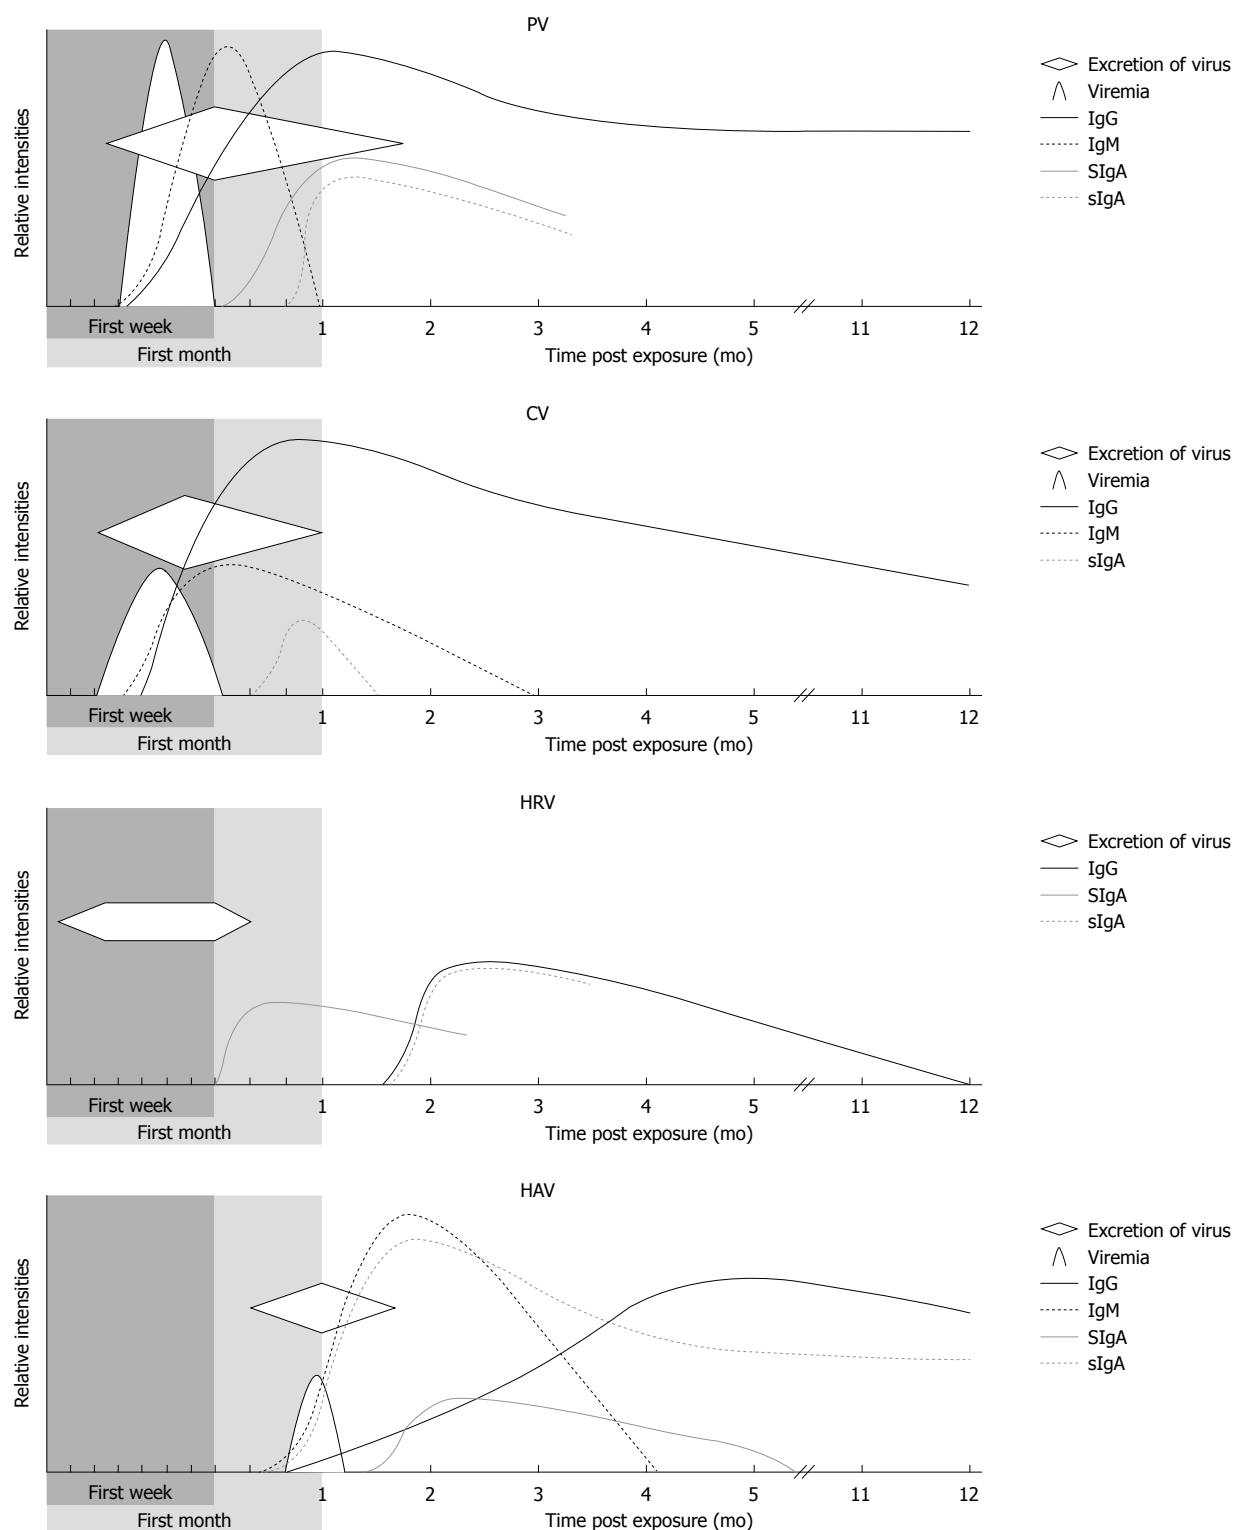 PV
Relative intensities
Excretion of virus
Viremia
IgG
IgM
SIgA
sIgA
First week
1 2 3 4 5 11 12
First month
Time post exposure (mo)
CV
Relative intensities
Excretion of virus
Viremia
IgG
IgM
sIgA
First week
1 2 3 4 5 11 12
First month
Time post exposure (mo)
HRV
Relative intensities
Excretion of virus
IgG
SIgA
sIgA
First week
1 2 3 4 5 11 12
First month
Time post exposure (mo)
HAV
Relative intensities
Excretion of virus
Viremia
IgG
IgM
SIgA
sIgA
First week
1 2 3 4 5 11 12
First month
Time post exposure (mo)